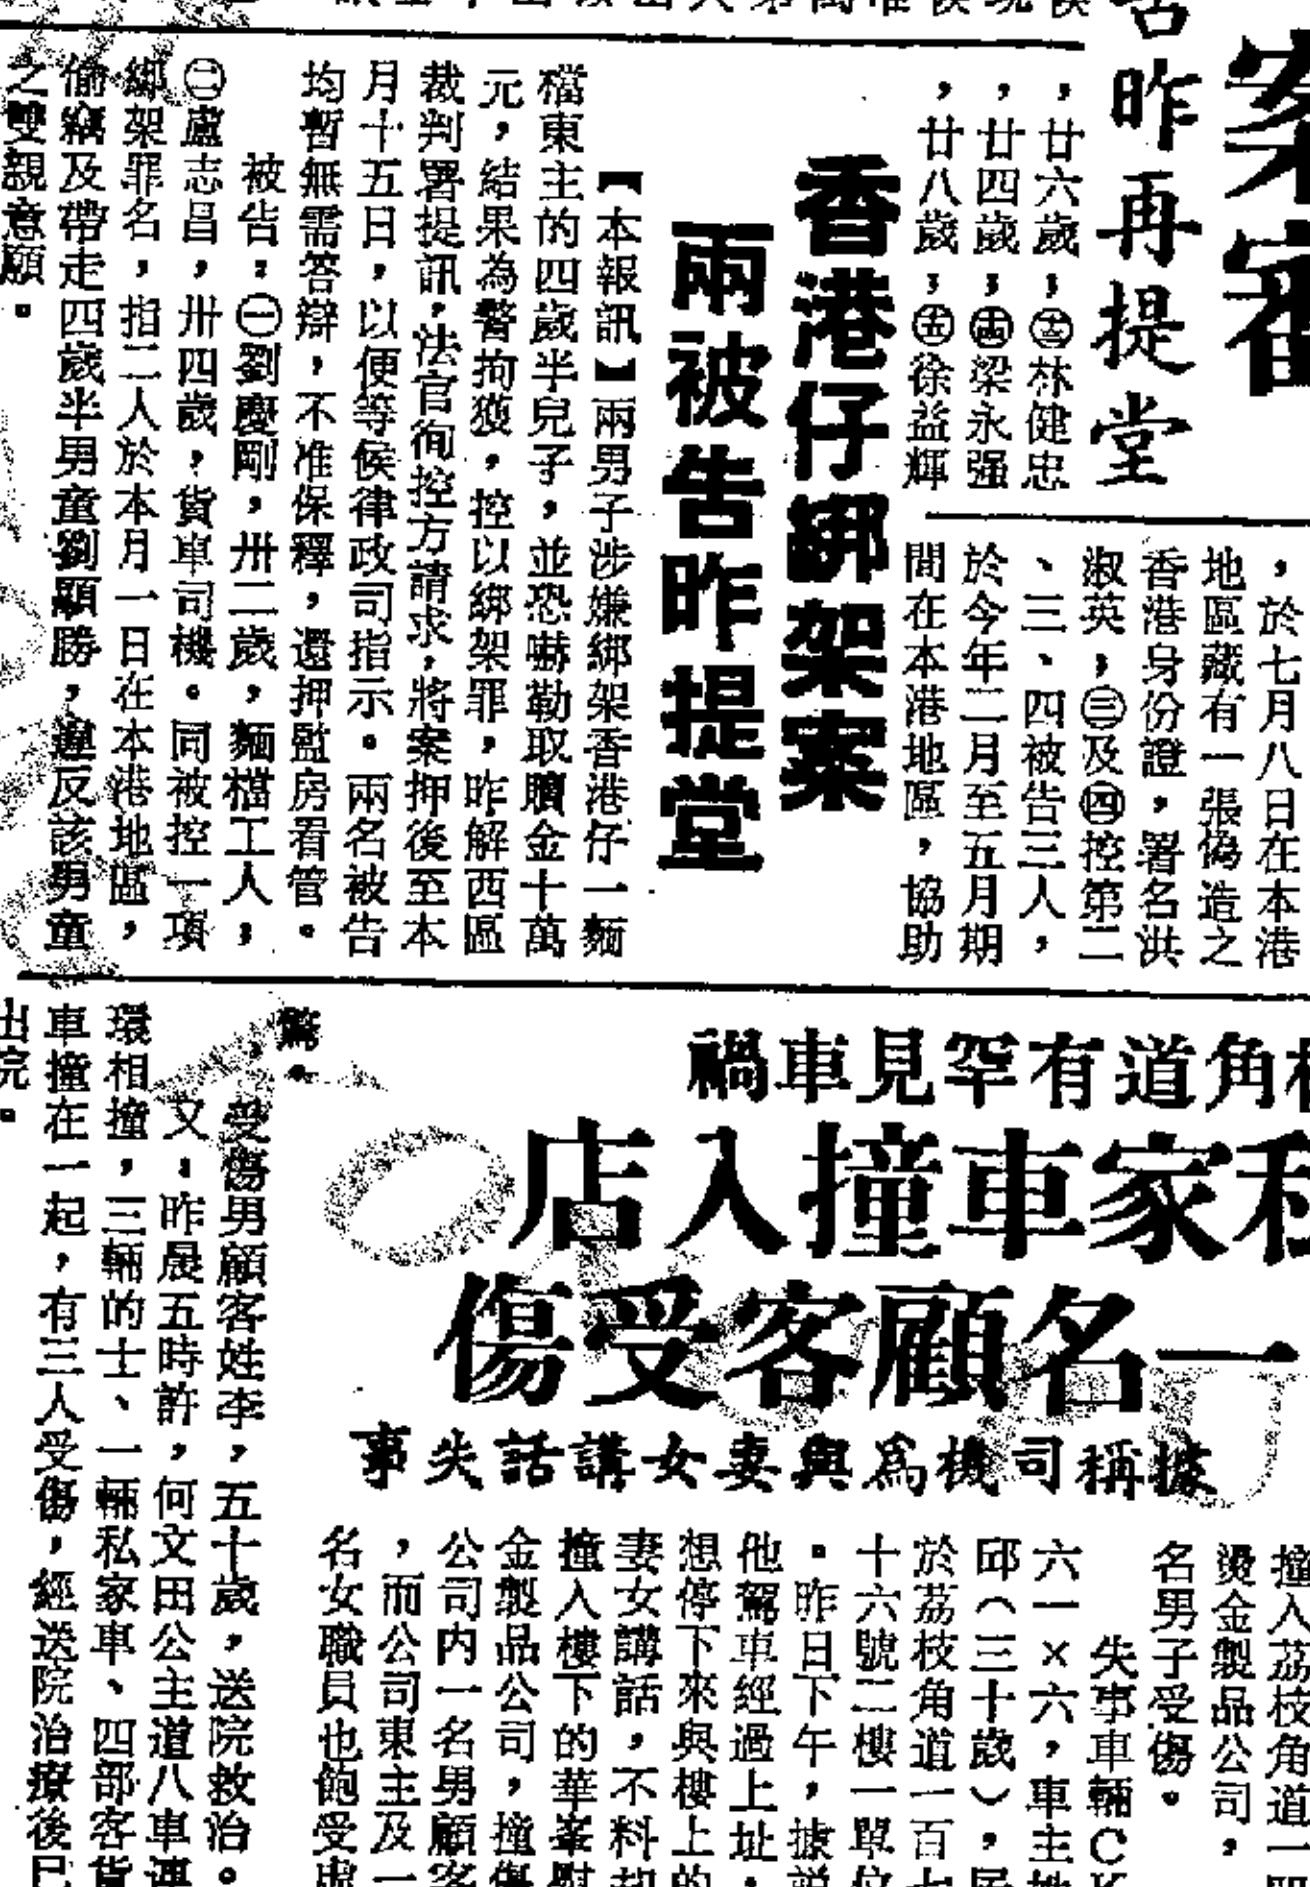 案審
昨再提堂
，廿六歲；㊂林健忠
，廿四歲；㊃梁永强
，廿八歲；㊄徐益輝
，於七月八日在本港
地區藏有一張偽造之
香港身份證，署名洪
淑英；㊂及㊃控第二
、三、四被告三人，
於今年二月至五月期
間在本港地區，協助
香港仔綁架案
兩被告昨提堂
【本報訊】兩男子涉嫌綁架香港仔一麵
檔東主的四歲半兒子，並恐嚇勒取贖金十萬
元，結果為警拘獲，控以綁架罪，昨解西區
裁判署提訊，法官徇控方請求，將案押後至本
月十五日，以便等候律政司指示。兩名被告
均暫無需答辯，不准保釋，還押監房看管。
被告：㊀劉慶剛，卅二歲，麵檔工人；
㊁盧志昌，卅四歲，貨車司機。同被控一項
綁架罪名，指二人於本月一日在本港地區，
偷竊及帶走四歲半男童劉顯勝，違反該男童
之雙親意願。
角道有罕見車禍
私家車撞入店
一名顧客受傷
據稱司機為與妻女講話失事
撞入荔枝角道一
燙金製品公司，
名男子受傷。
失事車輛CK
六一×六，車主姓
邱（三十歲），居
於荔枝角道一百七
十六號二樓一單位
。昨日下午，據說
他駕車經過上址，
想停下來與樓上的
妻女講話，不料却
撞入樓下的華峯燙
金製品公司，撞傷
公司內一名男顧客
，而公司東主及一
名女職員也飽受虛
驚。
受傷男顧客姓李，五十歲，送院救治。
又：昨晨五時許，何文田公主道八車連
環相撞，三輛的士、一輛私家車、四部客貨
車撞在一起，有三人受傷，經送院治療後已
出院。